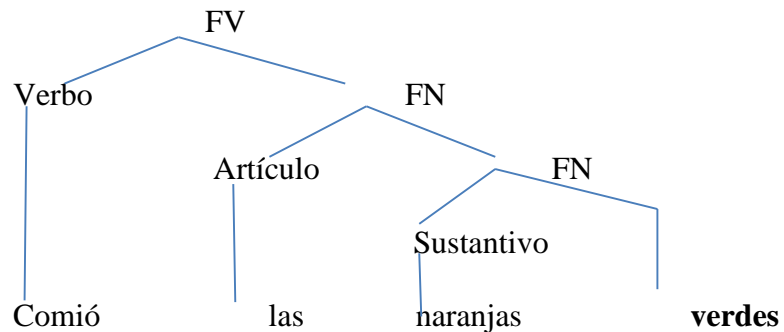 FV
Verbo FN
Artículo FN
Sustantivo
Comió las naranjas verdes